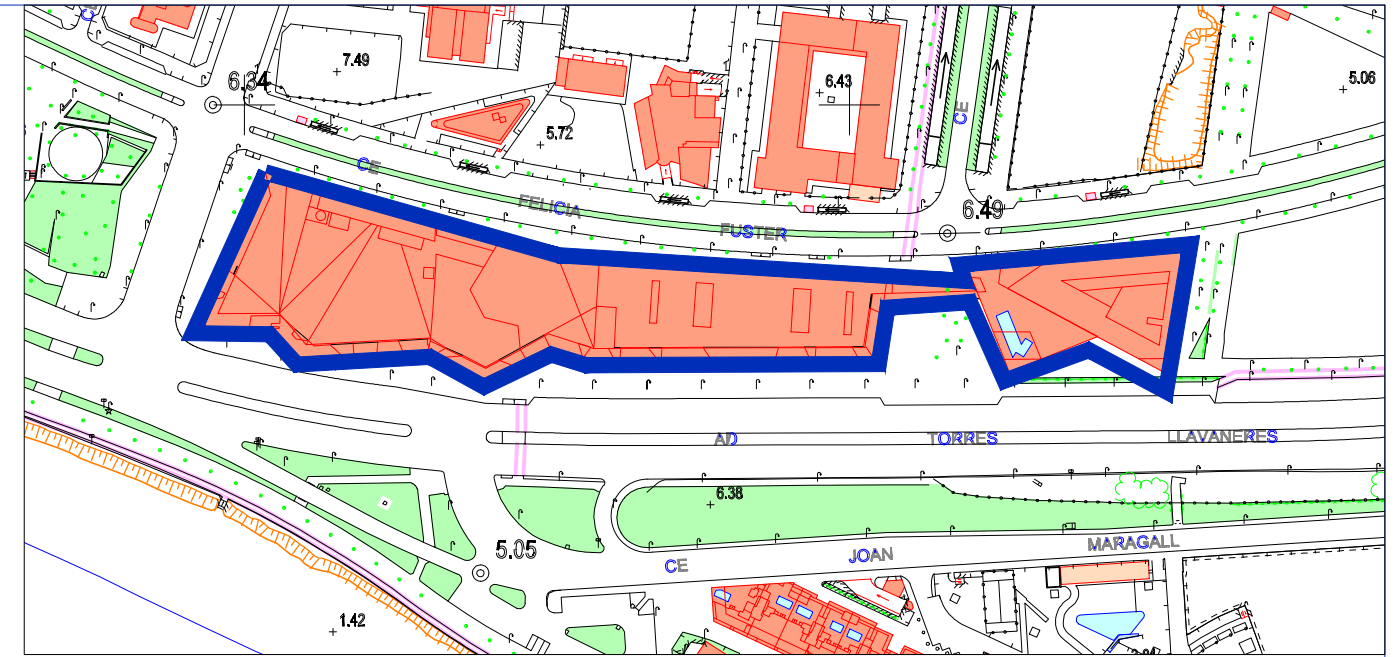 CE
7.49
6.34
6.43
5.06
5.72
CE
CE
FELICIA
FUSTER
6.49
AD
TORRES
LLAVANERES
6.38
5.05
CE
JOAN
MARAGALL
1.42